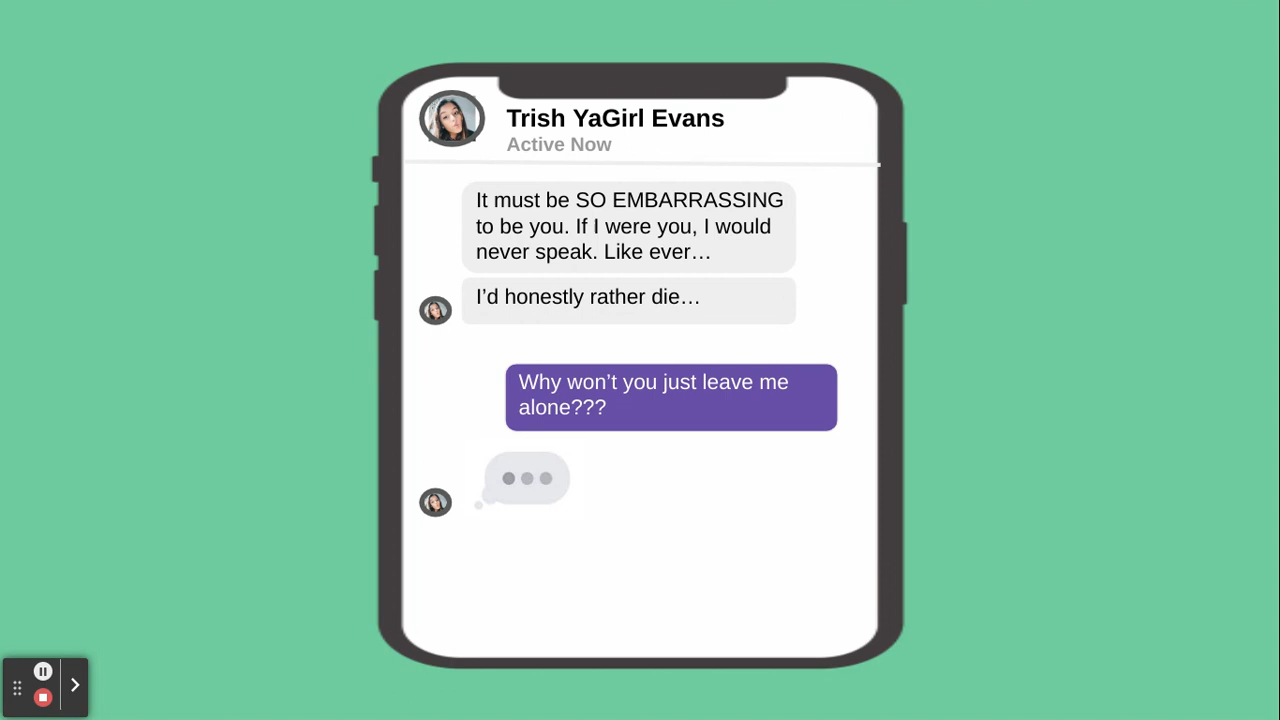 Trish YaGirl Evans
Active Now
It must be SO EMBARRASSING
to be you. If I were you, I would
never speak. Like ever…
I’d honestly rather die…
Why won’t you just leave me
alone???